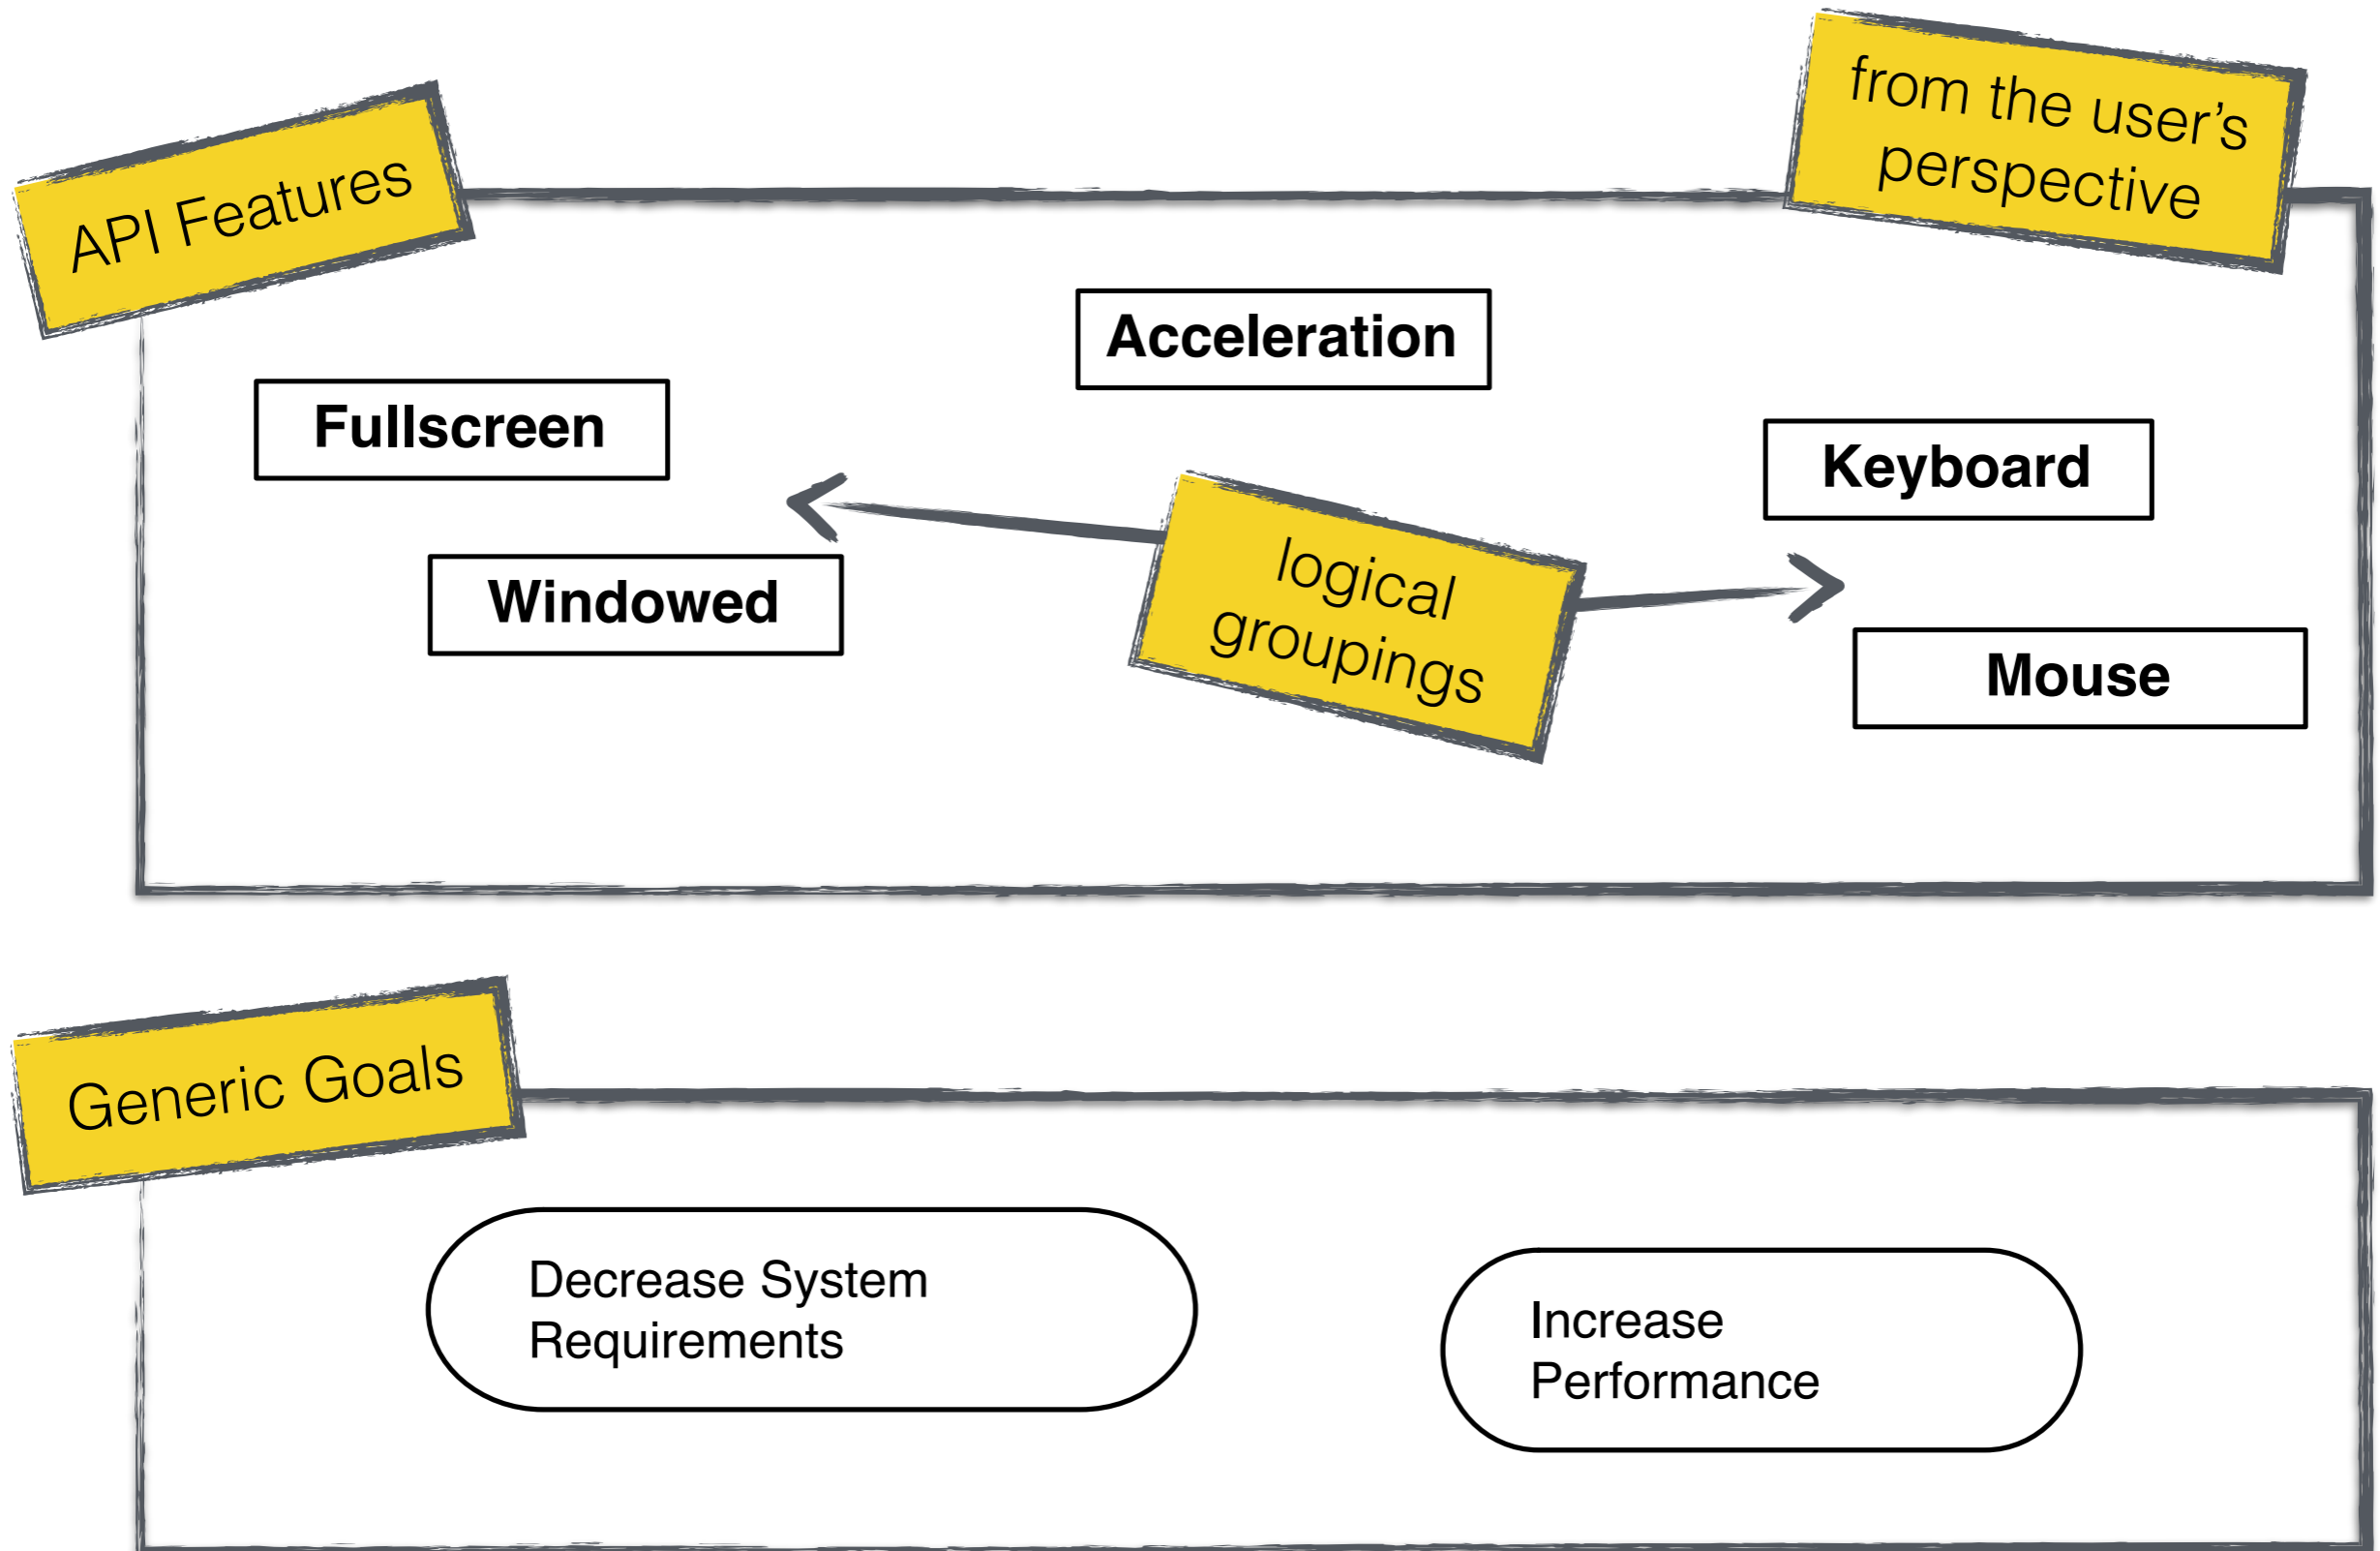 from the user’s
perspective
API Features
Acceleration
Fullscreen
Keyboard
logical
groupings
Windowed
Mouse
Generic Goals
Decrease System
Requirements
Increase
Performance